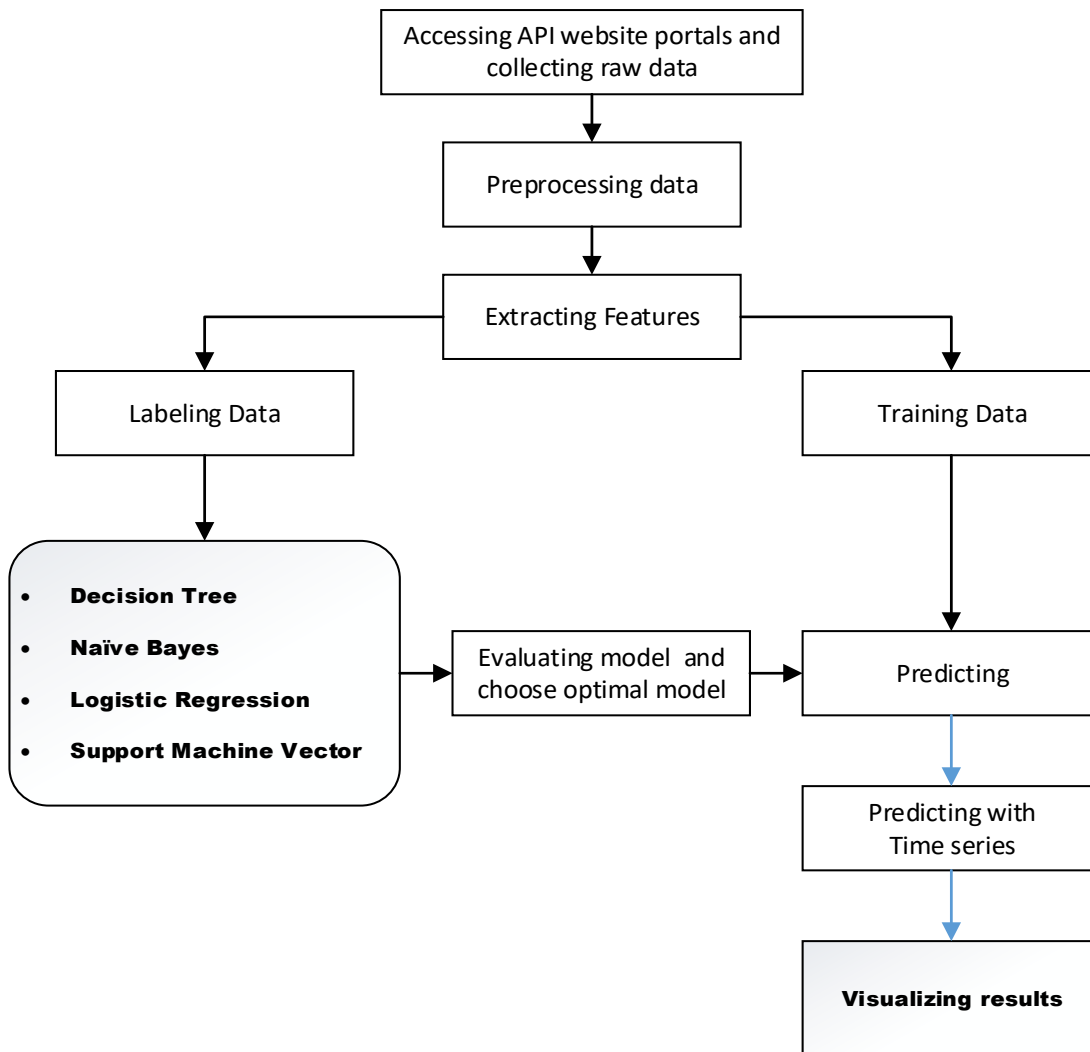 Accessing API website portals and
collecting raw data
Preprocessing data
Extracting Features
Labeling Data
Training Data
• Decision Tree
• Naïve Bayes
• Logistic Regression
• Support Machine Vector
Evaluating model and
choose optimal model
Predicting
Predicting with
Time series
Visualizing results